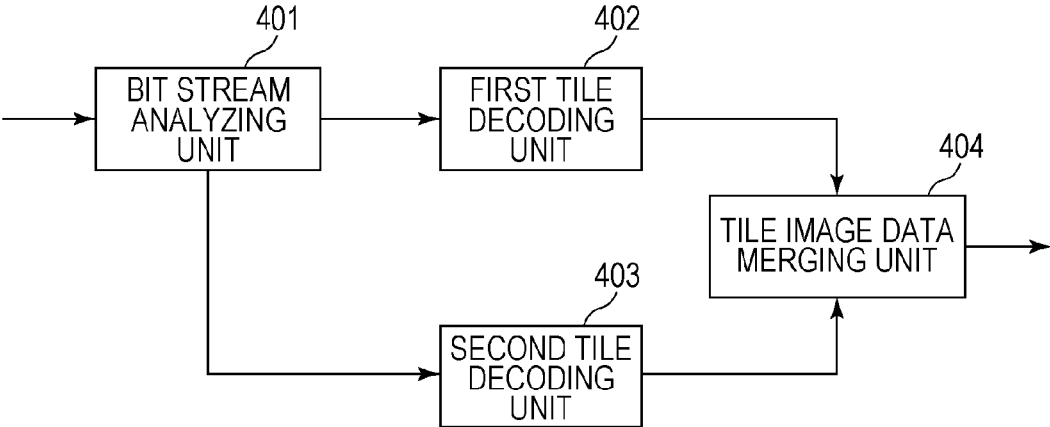 401
BIT STREAM
ANALYZING
UNIT
402
FIRST TILE
DECODING
UNIT
404
TILE IMAGE DATA
MERGING UNIT
403
SECOND TILE
DECODING
UNIT